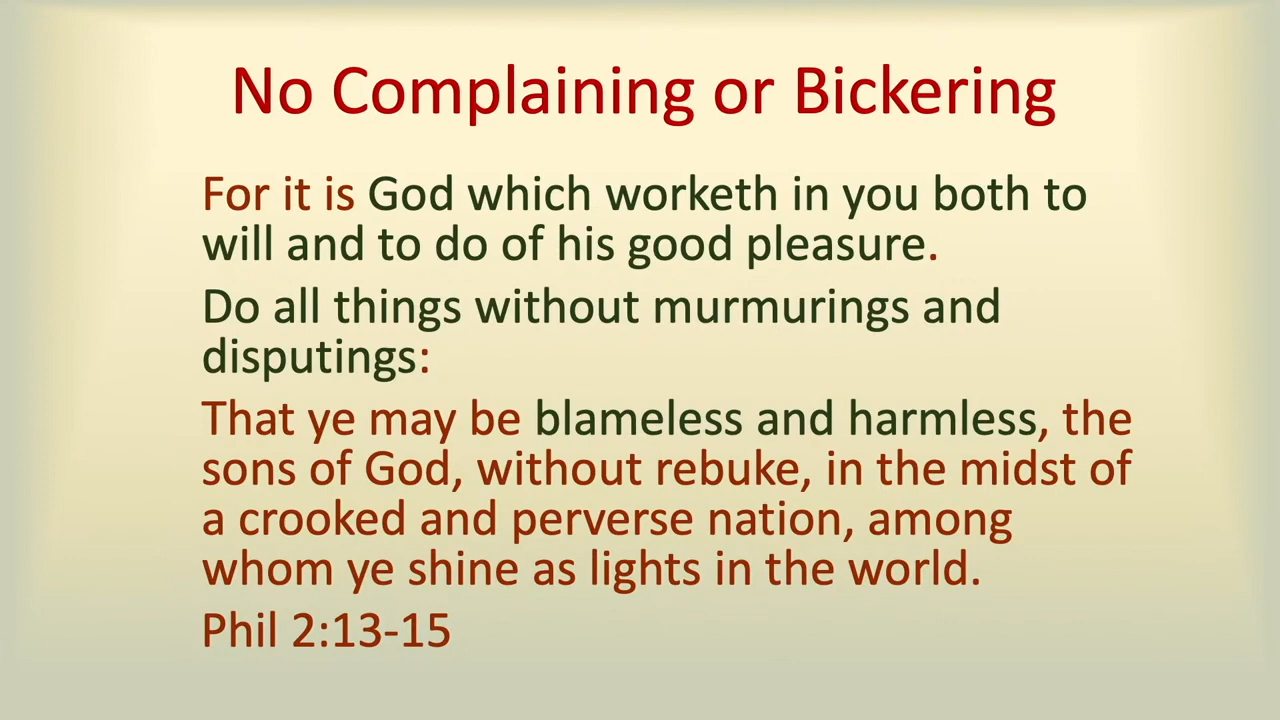 No Complaining or Bickering
For it is God which worketh in you both to
will and to do of his good pleasure.
Do all things without murmurings and
disputings:
That ye may be blameless and harmless, the
sons of God, without rebuke, in the midst of
a crooked and perverse nation, among
whom ye shine as lights in the world.
Phil 2:13-15